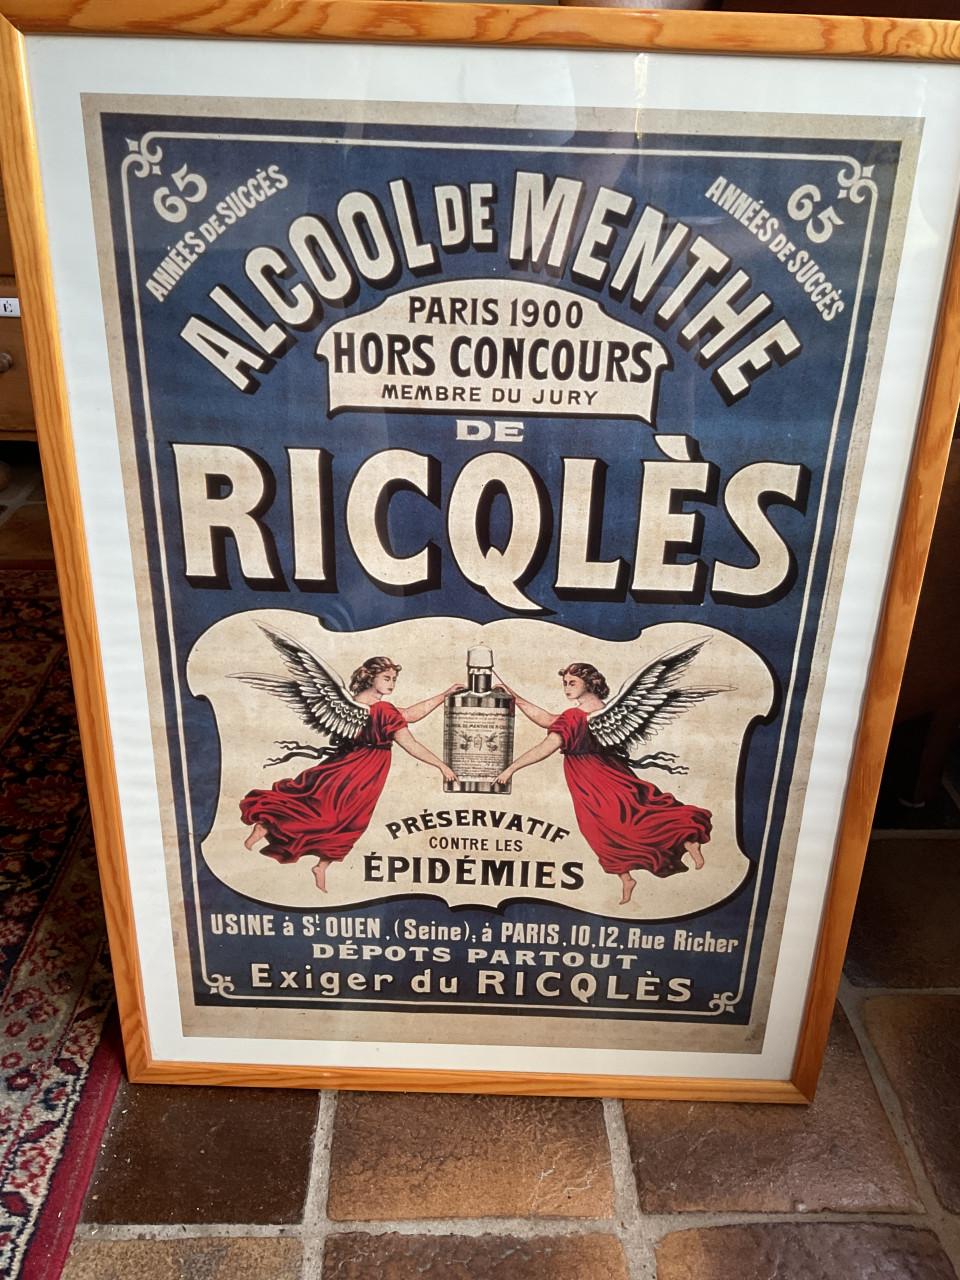 65
ANNÉES DE SUCCÈS
65
ANNÉES DE SUCCÈS
ALCOOL DE MENTHE
PARIS 1900
HORS CONCOURS
MEMBRE DU JURY
DE
RICQLÈS
PRÉSERVATIF
CONTRE LES
ÉPIDÉMIES
USINE à St OUEN, (Seine); à PARIS, 10, 12, Rue Richer
DÉPOTS PARTOUT
Exiger du RICQLÈS
É